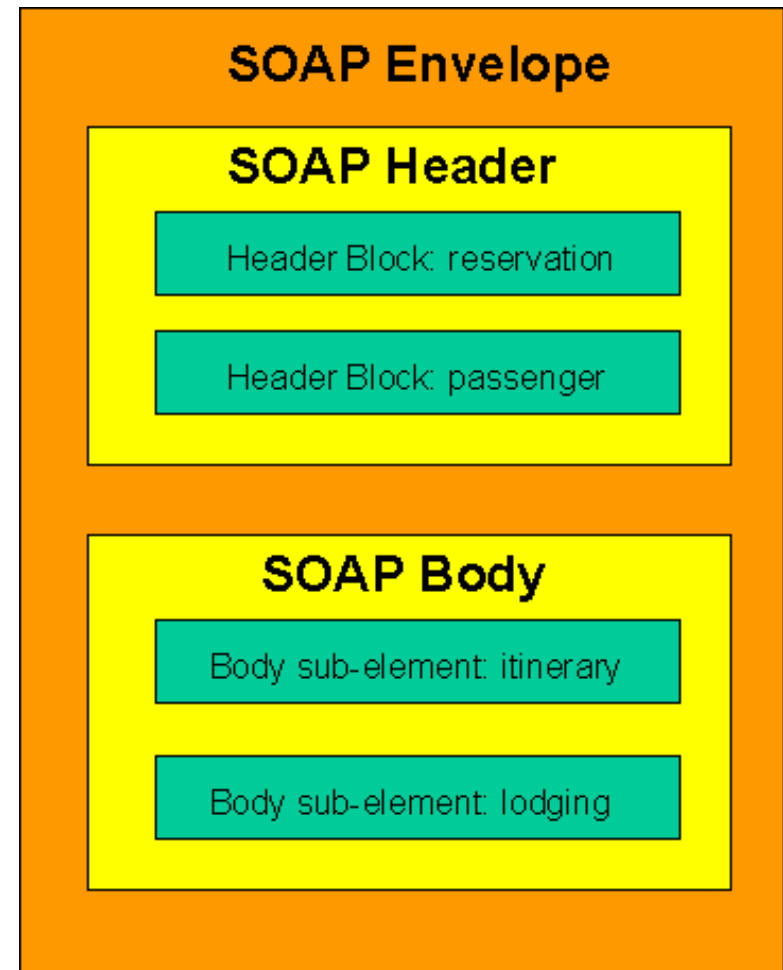 SOAP Envelope
SOAP Header
Header Block: reservation
Header Block: passenger
SOAP Body
Body sub-element: itinerary
Body sub-element: lodging